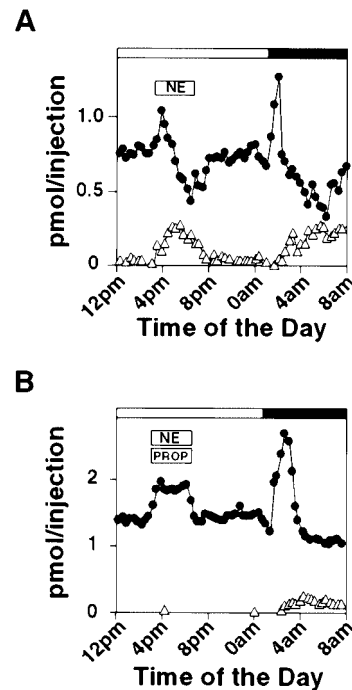 A
NE
pmol/injection
1.0
0.5
0
12pm 4pm 8pm 0am 4am 8am
Time of the Day
B
NE
PROP
pmol/injection
2
1
0
12pm 4pm 8pm 0am 4am 8am
Time of the Day